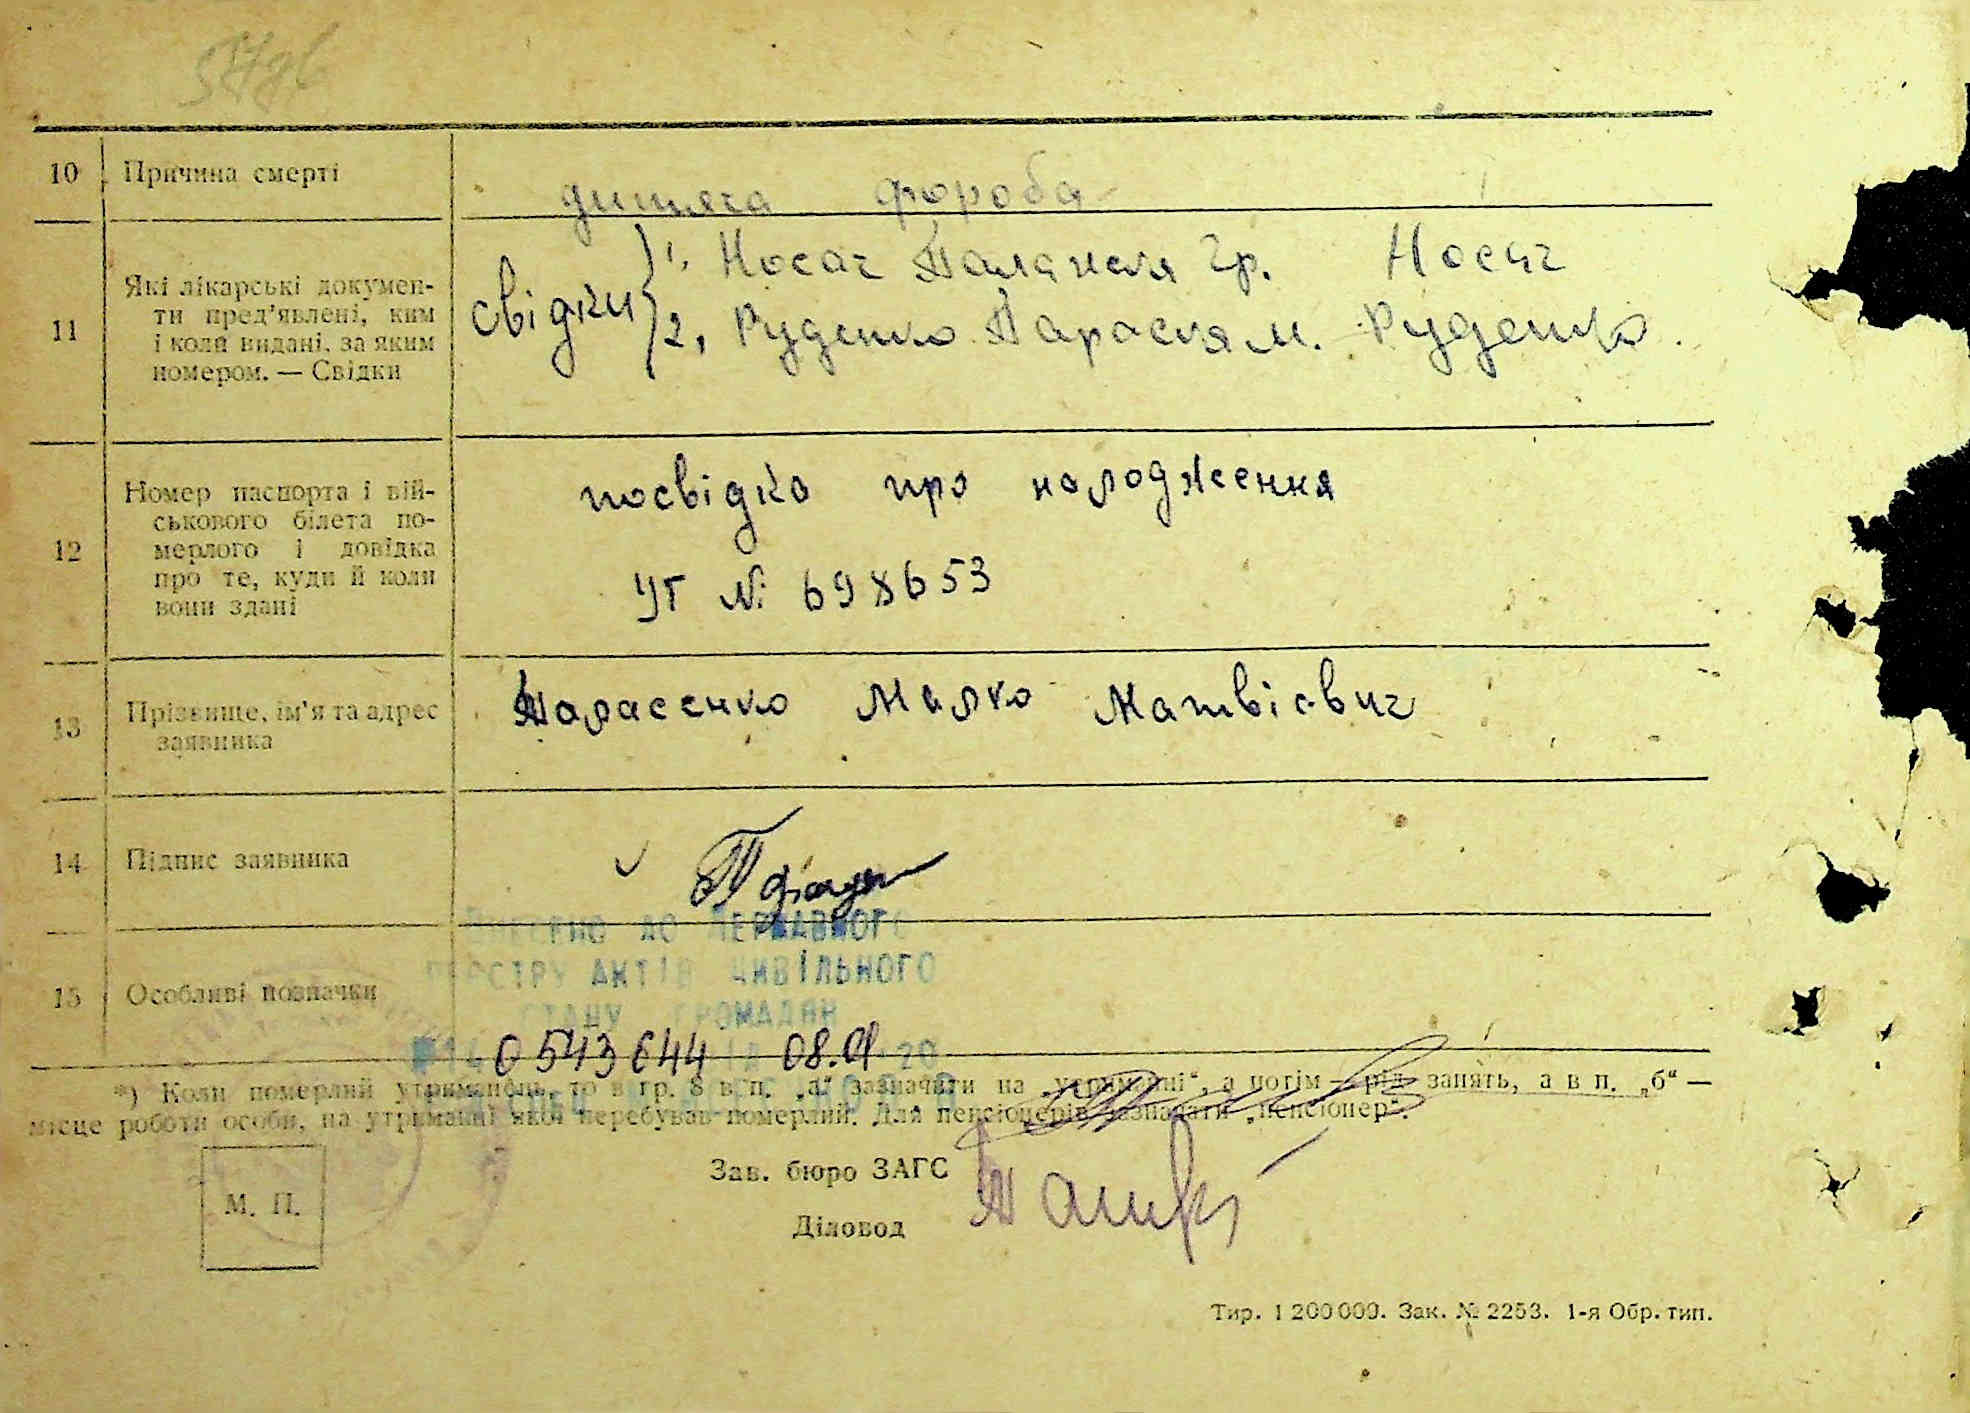 10 Причина смерті
дитяча фороба
11 Які лікарські докумен-
ти пред'явлені, ким
і коли видані, за яким
номером. — Свідки
свідки } 1, Носач Палажка Гр. Носач
2, Руденко Параскя м. Руденко.
12 Номер паспорта і вій-
ськового білета по-
мерлого і довідка
про те, куди й коли
вони здані
посвідка про народження
УГ № 698653
13 Прізвище, ім'я та адрес
заявника
Тарасенко Марко Матвієвич
14 Підпис заявника
15 Особливі позначки
ВНЕСЕНО ДО ДЕРЖАВНОГО
РЕЄСТРУ АКТІВ ЦИВІЛЬНОГО
СТАНУ ГРОМАДЯН
0543644 08.01 20
*) Коли померлий утриманець, то в гр. 8 в п. „а“ зазначати на „утриманні“, а потім — рід занять, а в п. „б“ —
місце роботи особи, на утриманні якої перебував померлий. Для пенсіонерів зазначати „пенсіонер“.
Зав. бюро ЗАГС
М. П.
Діловод
Тир. 1 200 000. Зак. № 2253. 1-я Обр. тип.